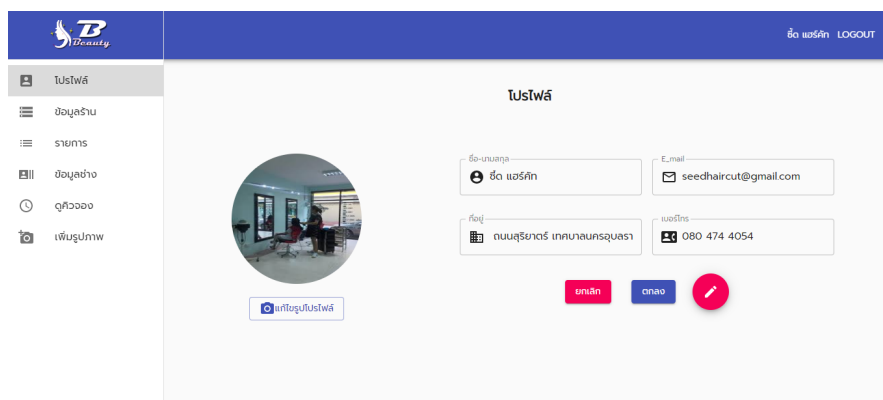 B
Beauty
ซี๊ด แฮร์คัท LOGOUT
โปรไฟล์
ข้อมูลร้าน
รายการ
ข้อมูลช่าง
ดูคิวจอง
เพิ่มรูปภาพ
โปรไฟล์
ชื่อ-นามสกุล
ซี๊ด แฮร์คัท
E_mail
seedhaircut@gmail.com
ที่อยู่
ถนนสุริยาตร์ เทศบาลนครอุบลรา
เบอร์โทร
080 474 4054
ยกเลิก
ตกลง
แก้ไขรูปโปรไฟล์